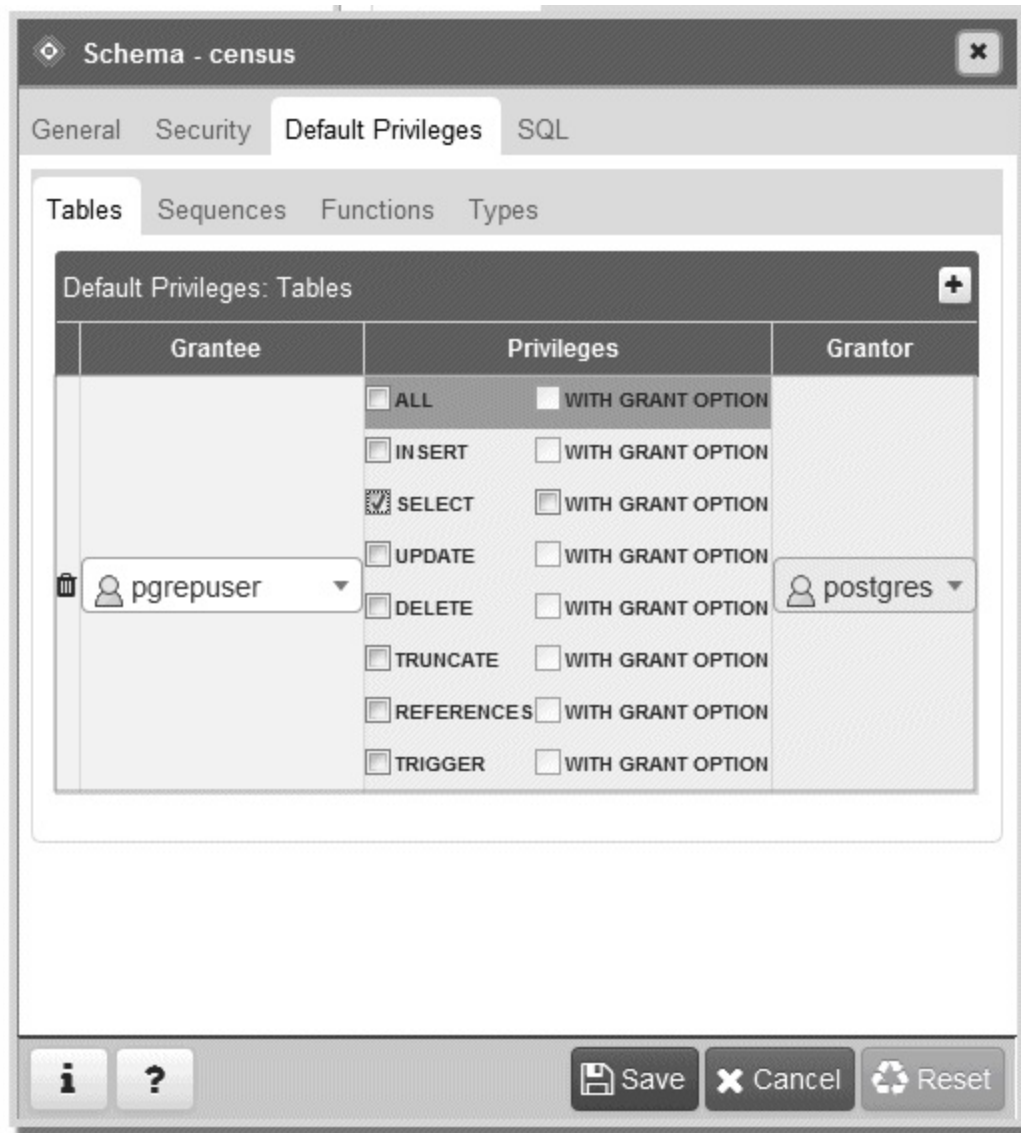 Schema - census
General Security Default Privileges SQL
Tables Sequences Functions Types
Default Privileges: Tables
Grantee Privileges Grantor
ALL WITH GRANT OPTION
INSERT WITH GRANT OPTION
SELECT WITH GRANT OPTION
UPDATE WITH GRANT OPTION
pgrepuser postgres
DELETE WITH GRANT OPTION
TRUNCATE WITH GRANT OPTION
REFERENCES WITH GRANT OPTION
TRIGGER WITH GRANT OPTION
i ? Save Cancel Reset